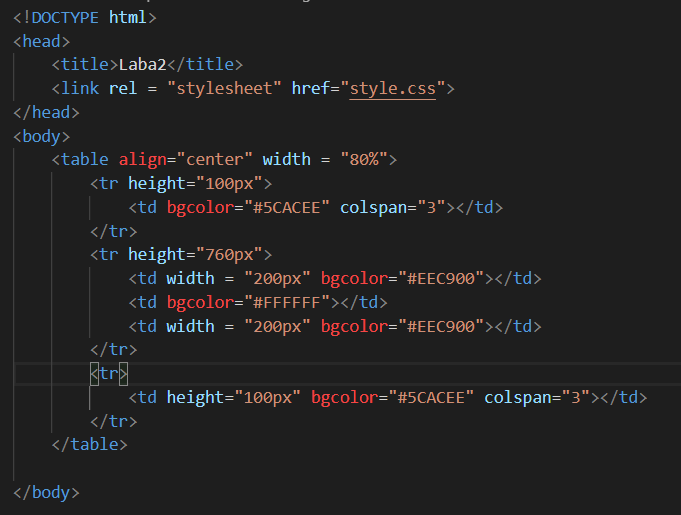 <!DOCTYPE html>
<head>
    <title>Laba2</title>
    <link rel = "stylesheet" href="style.css">
</head>
<body>
    <table align="center" width = "80%">
        <tr height="100px">
            <td bgcolor="#5CACEE" colspan="3"></td>
        </tr>
        <tr height="760px">
            <td width = "200px" bgcolor="#EEC900"></td>
            <td bgcolor="#FFFFFF"></td>
            <td width = "200px" bgcolor="#EEC900"></td>
        </tr>
        <tr>
            <td height="100px" bgcolor="#5CACEE" colspan="3"></td>
        </tr>
    </table>
</body>